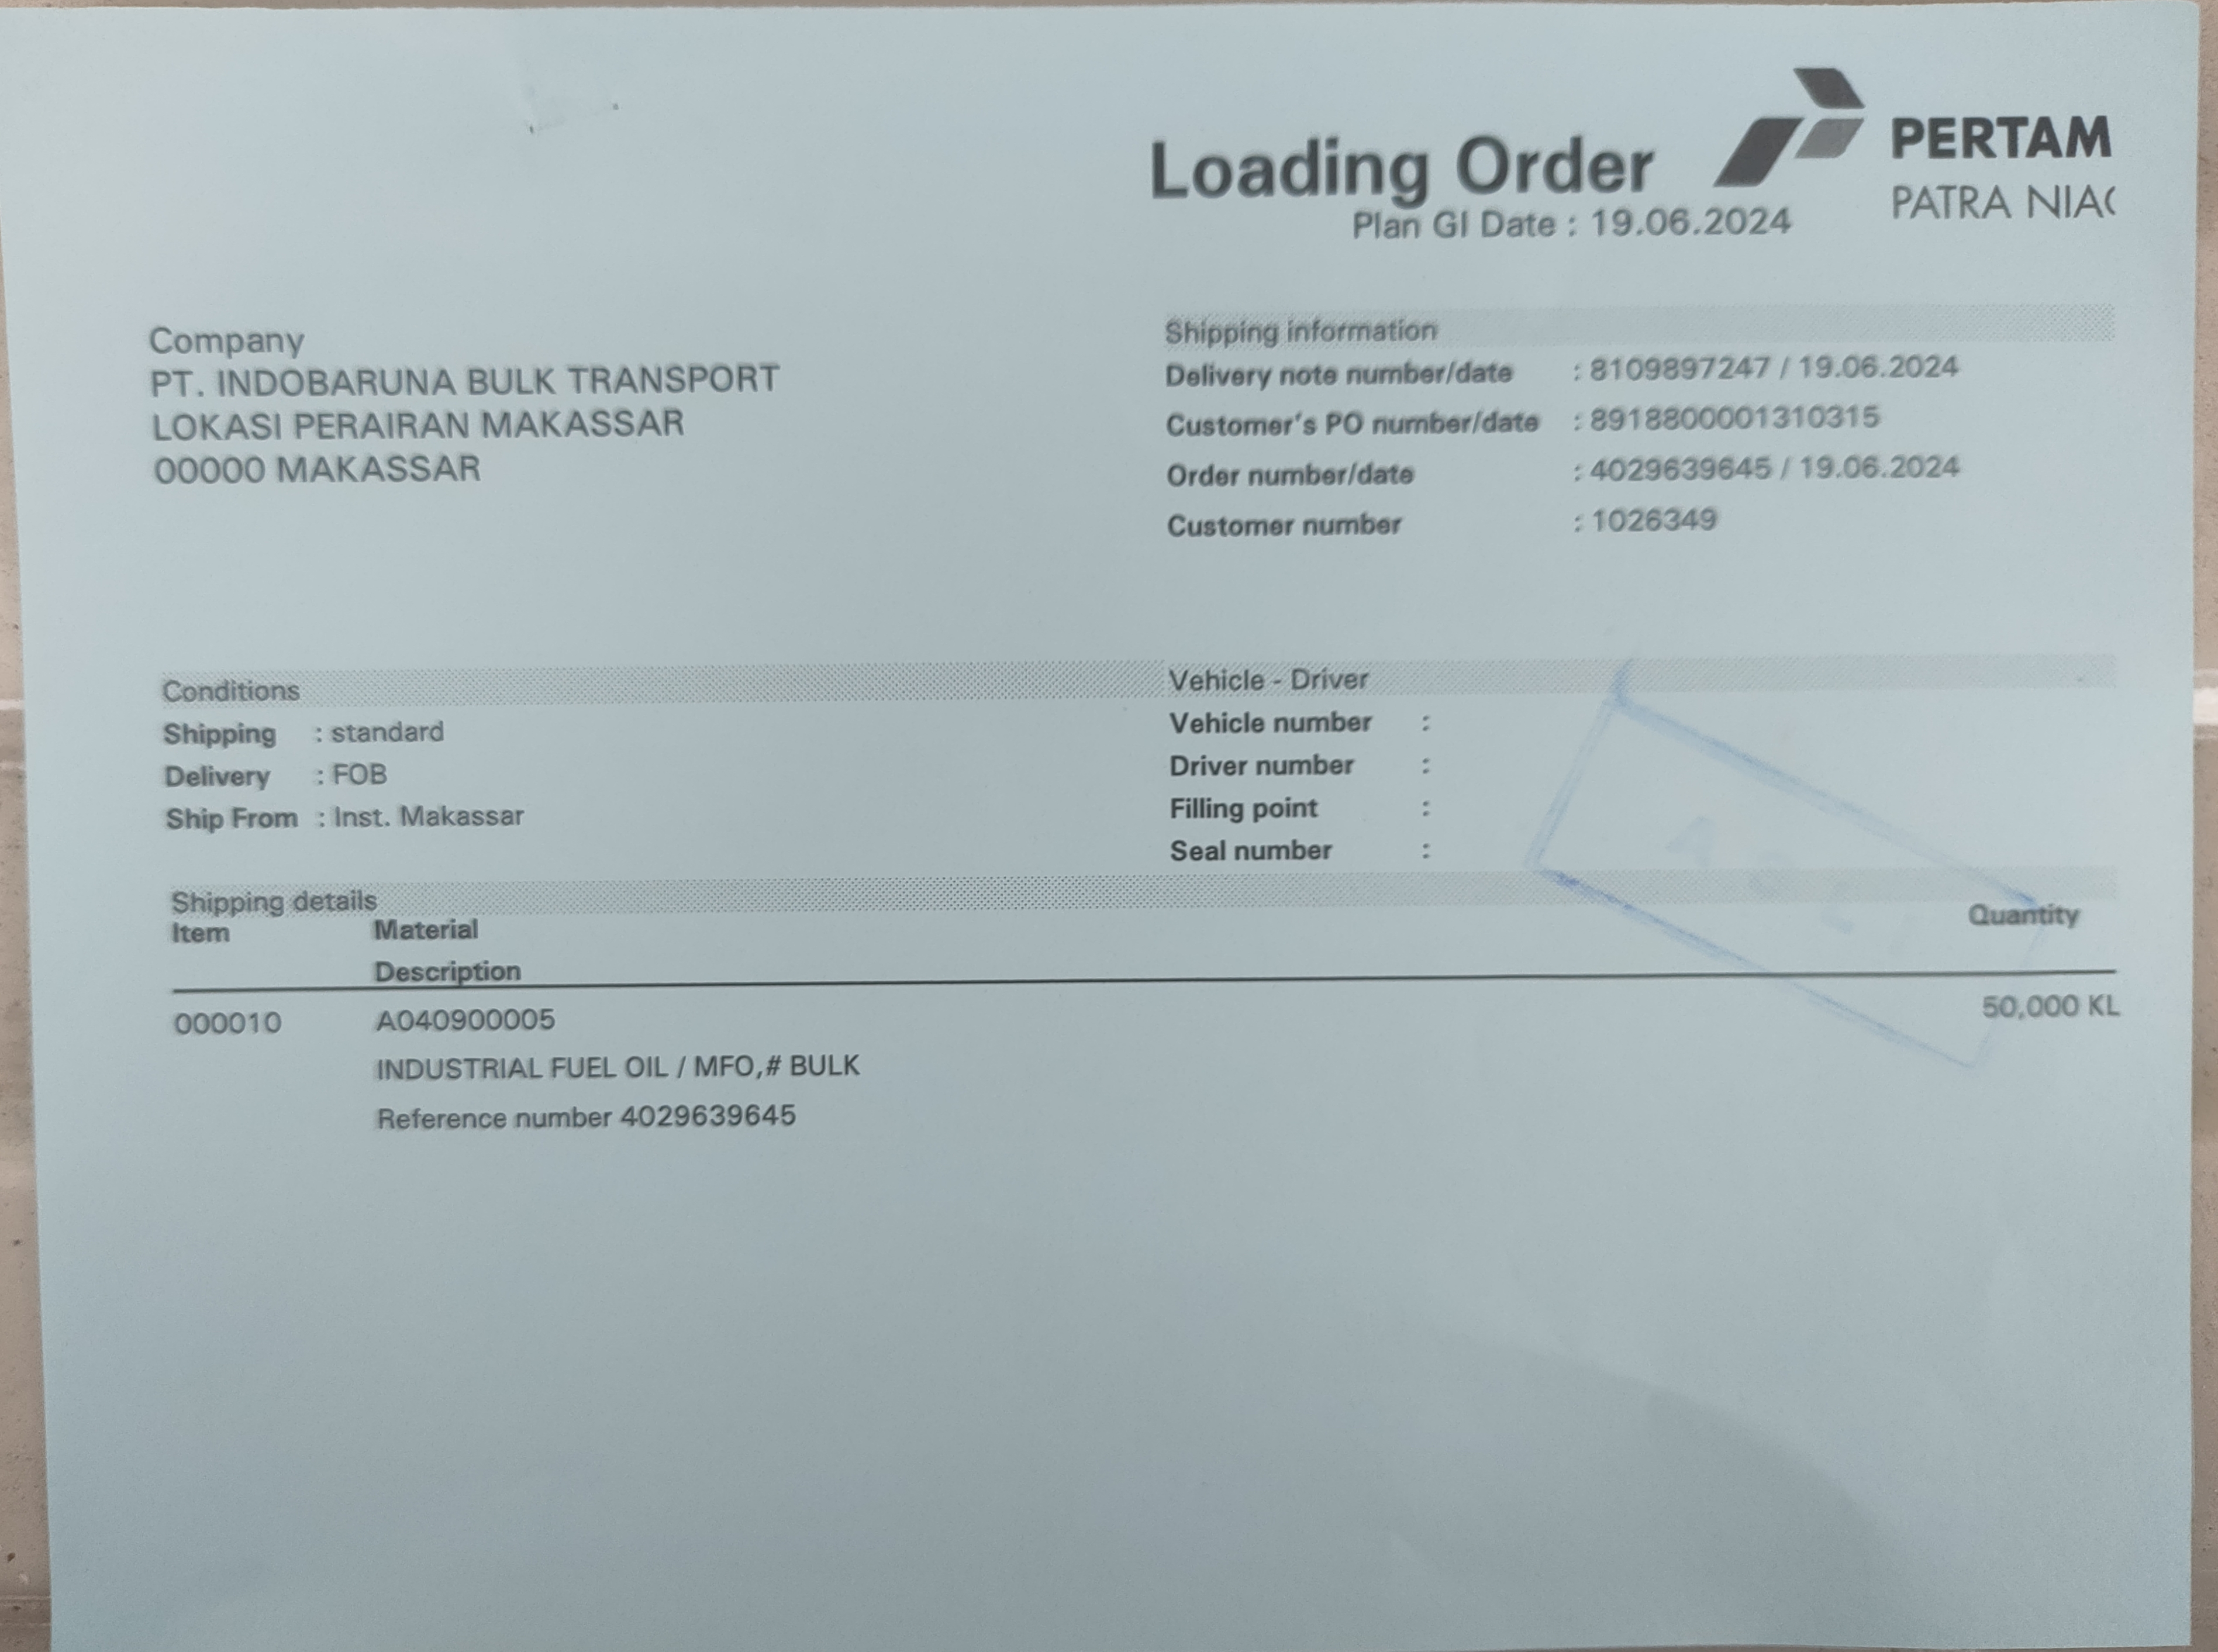 Loading Order
Plan GI Date : 19.06.2024
PERTAM
PATRA NIAC
Company
PT. INDOBARUNA BULK TRANSPORT
LOKASI PERAIRAN MAKASSAR
00000 MAKASSAR
Shipping information
Delivery note number/date : 8109897247 / 19.06.2024
Customer's PO number/date : 8918800001310315
Order number/date : 4029639645 / 19.06.2024
Customer number : 1026349
Conditions
Shipping : standard
Delivery : FOB
Ship From : Inst. Makassar
Vehicle - Driver
Vehicle number :
Driver number :
Filling point :
Seal number :
ASLI
Shipping details
Item Material Quantity
Description
000010 A040900005 50,000 KL
INDUSTRIAL FUEL OIL / MFO,# BULK
Reference number 4029639645